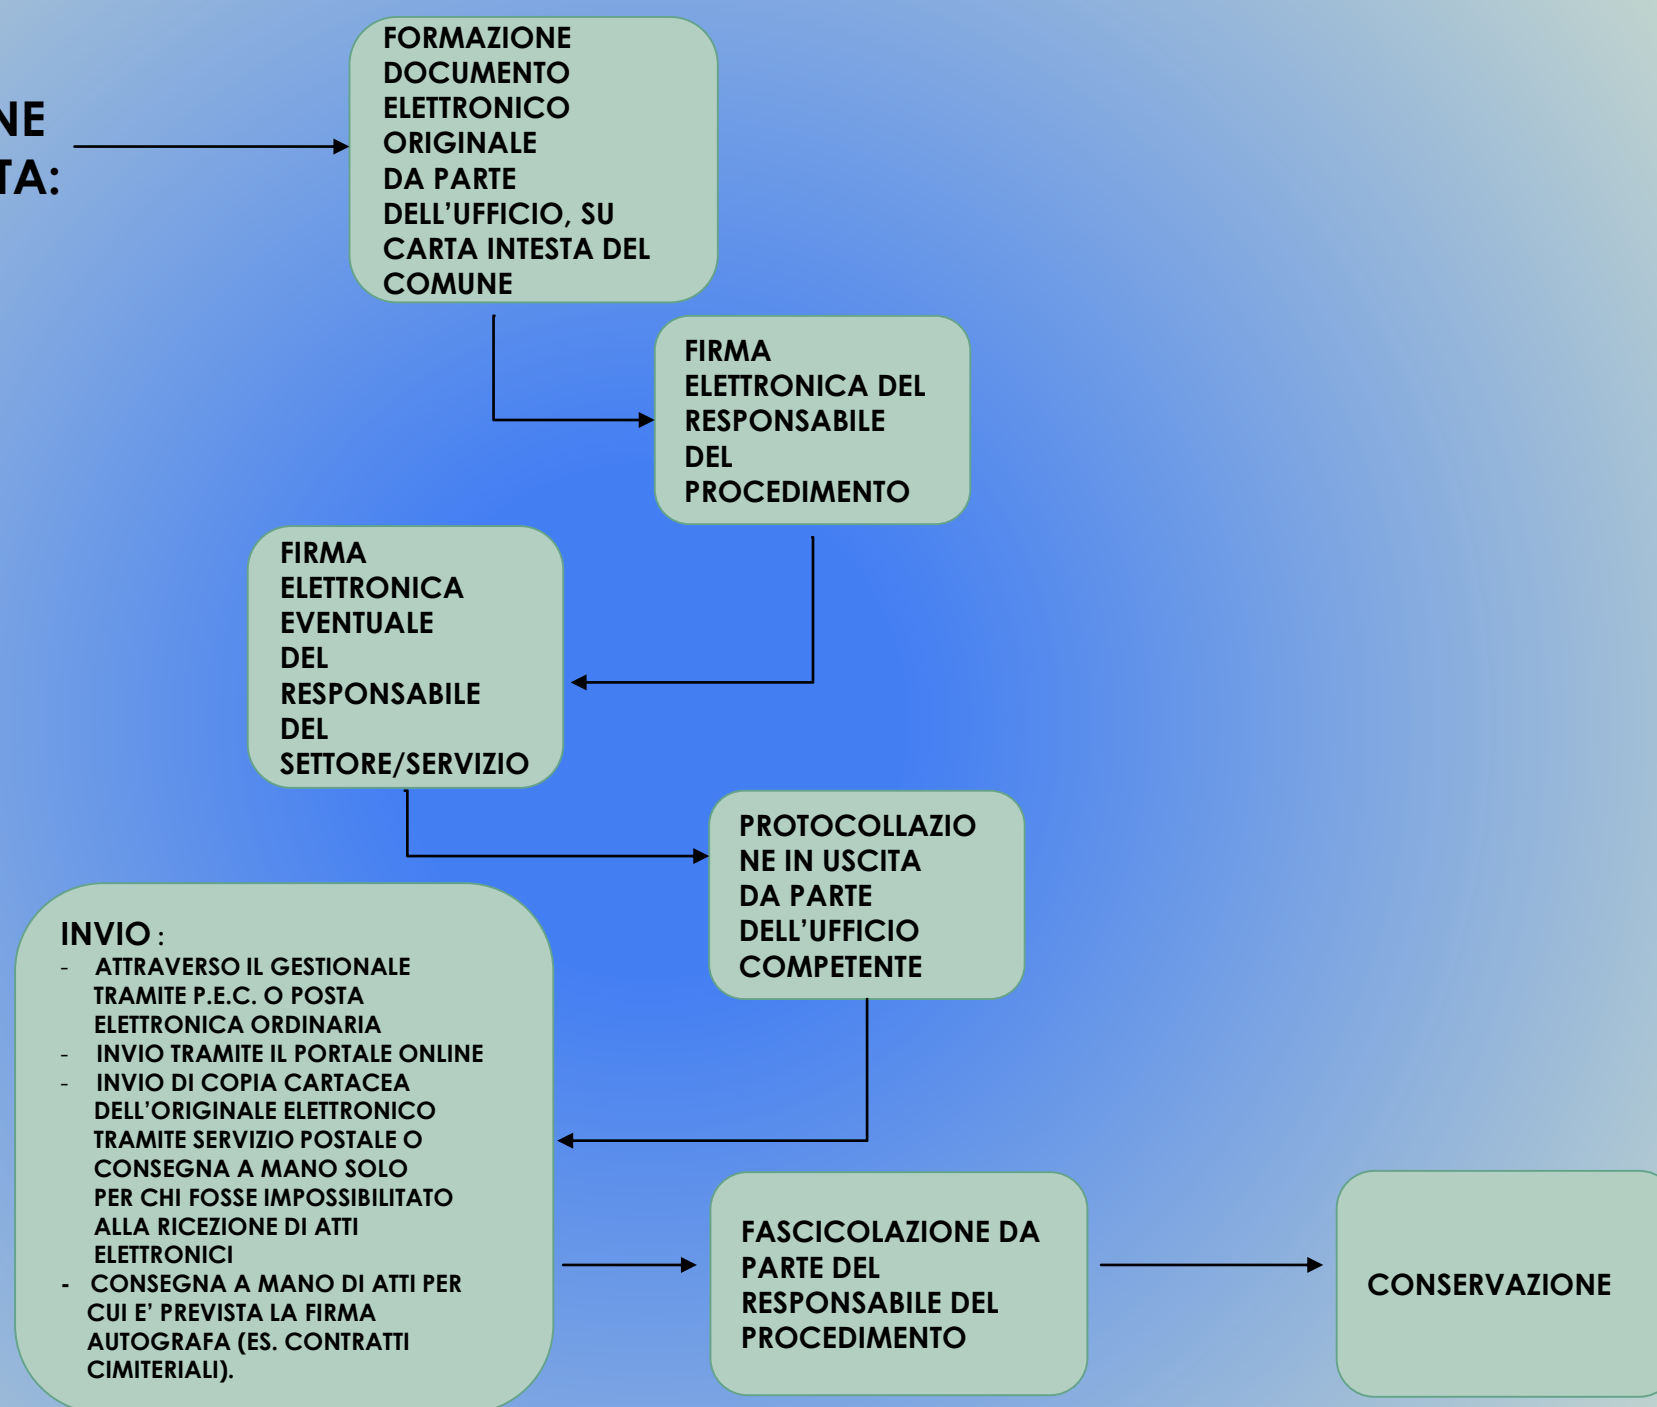 FORMAZIONE
DOCUMENTO
ELETTRONICO
ORIGINALE
DA PARTE
DELL’UFFICIO, SU
CARTA INTESTA DEL
COMUNE
NE
TA:
FIRMA
ELETTRONICA DEL
RESPONSABILE
DEL
PROCEDIMENTO
FIRMA
ELETTRONICA
EVENTUALE
DEL
RESPONSABILE
DEL
SETTORE/SERVIZIO
PROTOCOLLAZIO
NE IN USCITA
DA PARTE
DELL’UFFICIO
COMPETENTE
INVIO :
- ATTRAVERSO IL GESTIONALE
TRAMITE P.E.C. O POSTA
ELETTRONICA ORDINARIA
- INVIO TRAMITE IL PORTALE ONLINE
- INVIO DI COPIA CARTACEA
DELL’ORIGINALE ELETTRONICO
TRAMITE SERVIZIO POSTALE O
CONSEGNA A MANO SOLO
PER CHI FOSSE IMPOSSIBILITATO
ALLA RICEZIONE DI ATTI
ELETTRONICI
- CONSEGNA A MANO DI ATTI PER
CUI E’ PREVISTA LA FIRMA
AUTOGRAFA (ES. CONTRATTI
CIMITERIALI).
FASCICOLAZIONE DA
PARTE DEL
RESPONSABILE DEL
PROCEDIMENTO
CONSERVAZIONE